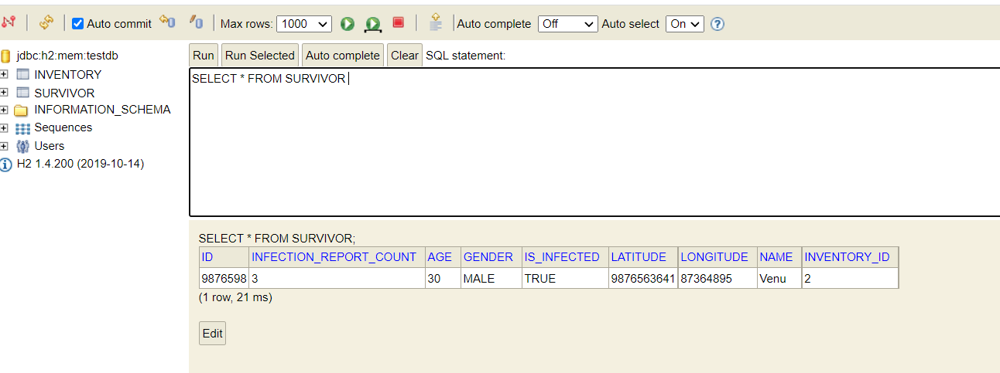 Auto commit Max rows: 1000 Auto complete Off Auto select On ?
jdbc:h2:mem:testdb
INVENTORY
SURVIVOR
INFORMATION_SCHEMA
Sequences
Users
H2 1.4.200 (2019-10-14)
Run Run Selected Auto complete Clear SQL statement:
SELECT * FROM SURVIVOR
SELECT * FROM SURVIVOR;
ID INFECTION_REPORT_COUNT AGE GENDER IS_INFECTED LATITUDE LONGITUDE NAME INVENTORY_ID
9876598 3 30 MALE TRUE 9876563641 87364895 Venu 2
(1 row, 21 ms)
Edit